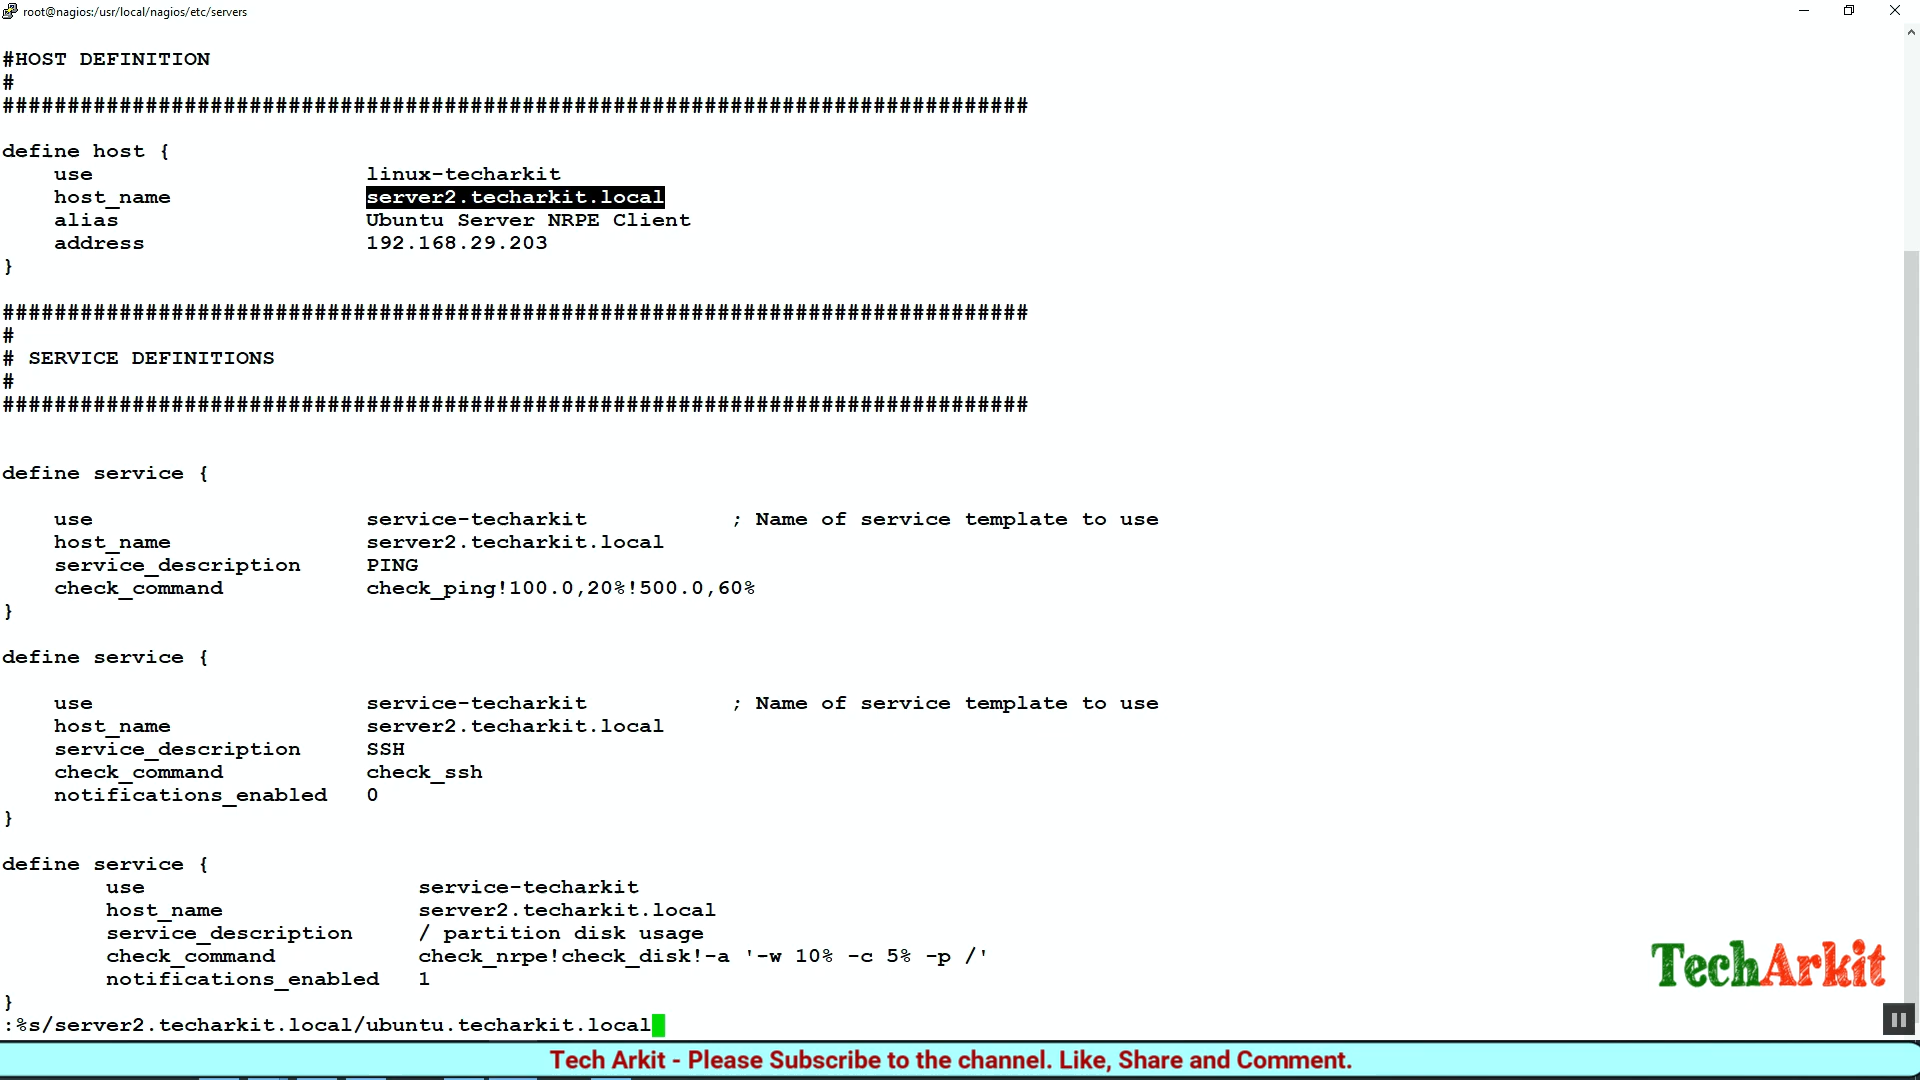 root@nagios:/usr/local/nagios/etc/servers
#HOST DEFINITION
#
###############################################################################
define host {
    use                     linux-techarkit
    host_name               server2.techarkit.local
    alias                   Ubuntu Server NRPE Client
    address                 192.168.29.203
}
###############################################################################
#
# SERVICE DEFINITIONS
#
###############################################################################
define service {
    use                     service-techarkit           ; Name of service template to use
    host_name               server2.techarkit.local
    service_description     PING
    check_command           check_ping!100.0,20%!500.0,60%
}
define service {
    use                     service-techarkit           ; Name of service template to use
    host_name               server2.techarkit.local
    service_description     SSH
    check_command           check_ssh
    notifications_enabled   0
}
define service {
        use                     service-techarkit
        host_name               server2.techarkit.local
        service_description     / partition disk usage
        check_command           check_nrpe!check_disk!-a '-w 10% -c 5% -p /'
        notifications_enabled   1
}
:%s/server2.techarkit.local/ubuntu.techarkit.local
TechArkit
Tech Arkit - Please Subscribe to the channel. Like, Share and Comment.